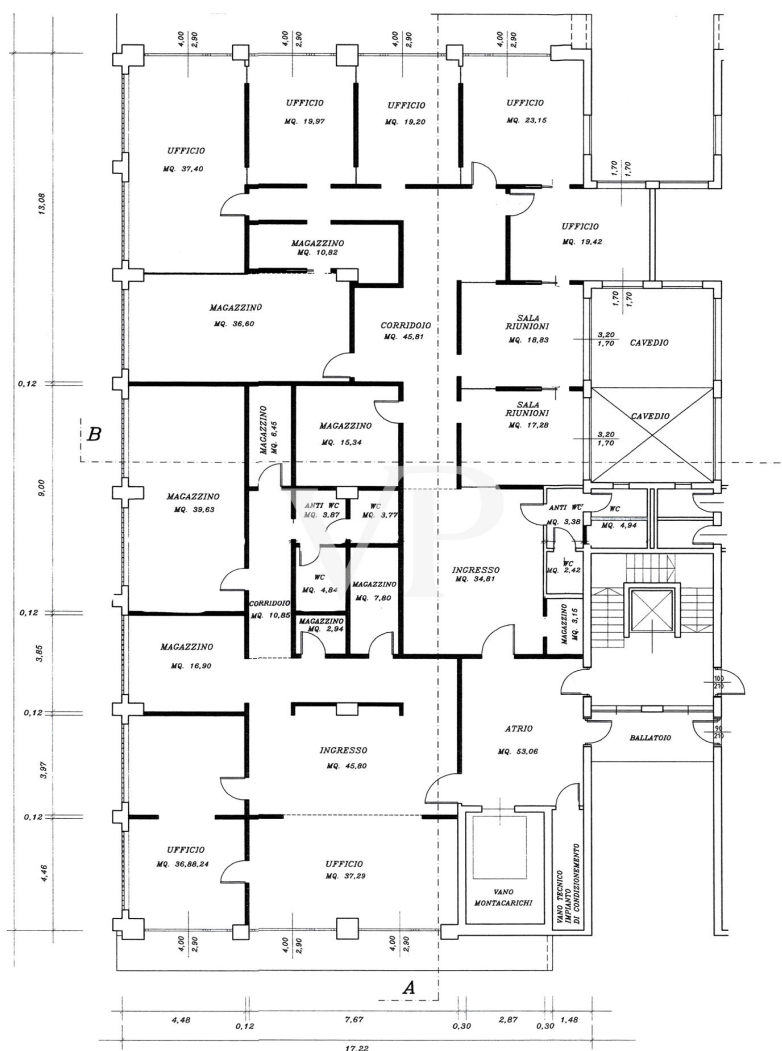 4,00
2,90
4,00
2,90
4,00
2,90
4,00
2,90
UFFICIO
MQ. 37,40
UFFICIO
MQ. 19,97
UFFICIO
MQ. 19,20
UFFICIO
MQ. 23,15
1,70
1,70
13,08
UFFICIO
MQ. 19,42
MAGAZZINO
MQ. 10,82
1,70
1,70
MAGAZZINO
MQ. 36,60
CORRIDOIO
MQ. 45,81
SALA
RIUNIONI
MQ. 18,83
3,20
1,70
CAVEDIO
0,12
MAGAZZINO
MQ. 6,45
MAGAZZINO
MQ. 15,34
SALA
RIUNIONI
MQ. 17,28
CAVEDIO
3,20
1,70
B
9,00
MAGAZZINO
MQ. 39,63
ANTI WC
MQ. 3,87
WC
MQ. 3,77
ANTI WC
MQ. 3,38
WC
MQ. 4,94
VP
INGRESSO
MQ. 34,81
WC
MQ. 2,42
WC
MQ. 4,84
MAGAZZINO
MQ. 7,80
CORRIDOIO
MQ. 10,85
0,12
MAGAZZINO
MQ. 2,94
MAGAZZINO
MQ. 3,15
3,85
MAGAZZINO
MQ. 16,90
100
210
0,12
ATRIO
MQ. 53,06
90
210
BALLATOIO
INGRESSO
MQ. 45,80
3,97
0,12
UFFICIO
MQ. 36,88,24
UFFICIO
MQ. 37,29
4,46
VANO
MONTACARICHI
VANO TECNICO
IMPIANTO
DI CONDIZIONEMENTO
4,00
2,90
4,00
2,90
4,00
2,90
A
4,48
0,12
7,67
0,30
2,87
0,30
1,48
17,22